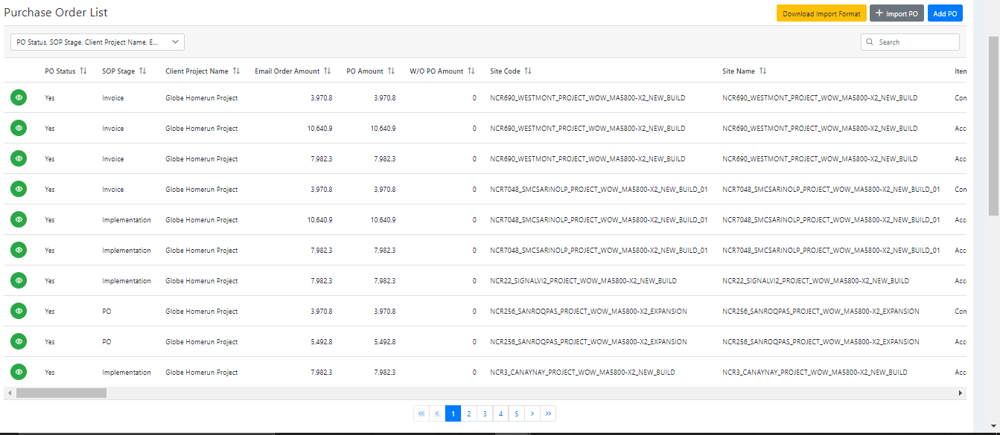 Purchase Order List
Download Import Format + Import PO Add PO
PO Status, SOP Stage, Client Project Name, E... Search
PO Status SOP Stage Client Project Name Email Order Amount PO Amount W/O PO Amount Site Code Site Name Iten
Yes Invoice Globe Homerun Project 3,970.8 3,970.8 0 NCR690_WESTMONT_PROJECT_WOW_MA5800-X2_NEW_BUILD NCR690_WESTMONT_PROJECT_WOW_MA5800-X2_NEW_BUILD Con
Yes Invoice Globe Homerun Project 10,640.9 10,640.9 0 NCR690_WESTMONT_PROJECT_WOW_MA5800-X2_NEW_BUILD NCR690_WESTMONT_PROJECT_WOW_MA5800-X2_NEW_BUILD Acc
Yes Invoice Globe Homerun Project 7,982.3 7,982.3 0 NCR690_WESTMONT_PROJECT_WOW_MA5800-X2_NEW_BUILD NCR690_WESTMONT_PROJECT_WOW_MA5800-X2_NEW_BUILD Acc
Yes Invoice Globe Homerun Project 3,970.8 3,970.8 0 NCR7048_SMCSARINOLP_PROJECT_WOW_MA5800-X2_NEW_BUILD_01 NCR7048_SMCSARINOLP_PROJECT_WOW_MA5800-X2_NEW_BUILD_01 Con
Yes Implementation Globe Homerun Project 10,640.9 10,640.9 0 NCR7048_SMCSARINOLP_PROJECT_WOW_MA5800-X2_NEW_BUILD_01 NCR7048_SMCSARINOLP_PROJECT_WOW_MA5800-X2_NEW_BUILD_01 Acc
Yes Implementation Globe Homerun Project 7,982.3 7,982.3 0 NCR7048_SMCSARINOLP_PROJECT_WOW_MA5800-X2_NEW_BUILD_01 NCR7048_SMCSARINOLP_PROJECT_WOW_MA5800-X2_NEW_BUILD_01 Acc
Yes Implementation Globe Homerun Project 7,982.3 7,982.3 0 NCR22_SIGNALVI2_PROJECT_WOW_MA5800-X2_NEW_BUILD NCR22_SIGNALVI2_PROJECT_WOW_MA5800-X2_NEW_BUILD Acc
Yes PO Globe Homerun Project 3,970.8 3,970.8 0 NCR256_SANROQPAS_PROJECT_WOW_MA5800-X2_EXPANSION NCR256_SANROQPAS_PROJECT_WOW_MA5800-X2_EXPANSION Con
Yes PO Globe Homerun Project 5,492.8 5,492.8 0 NCR256_SANROQPAS_PROJECT_WOW_MA5800-X2_EXPANSION NCR256_SANROQPAS_PROJECT_WOW_MA5800-X2_EXPANSION Acc
Yes Implementation Globe Homerun Project 7,982.3 7,982.3 0 NCR3_CANAYNAY_PROJECT_WOW_MA5800-X2_NEW_BUILD NCR3_CANAYNAY_PROJECT_WOW_MA5800-X2_NEW_BUILD Acc
« ‹ 1 2 3 4 5 › »